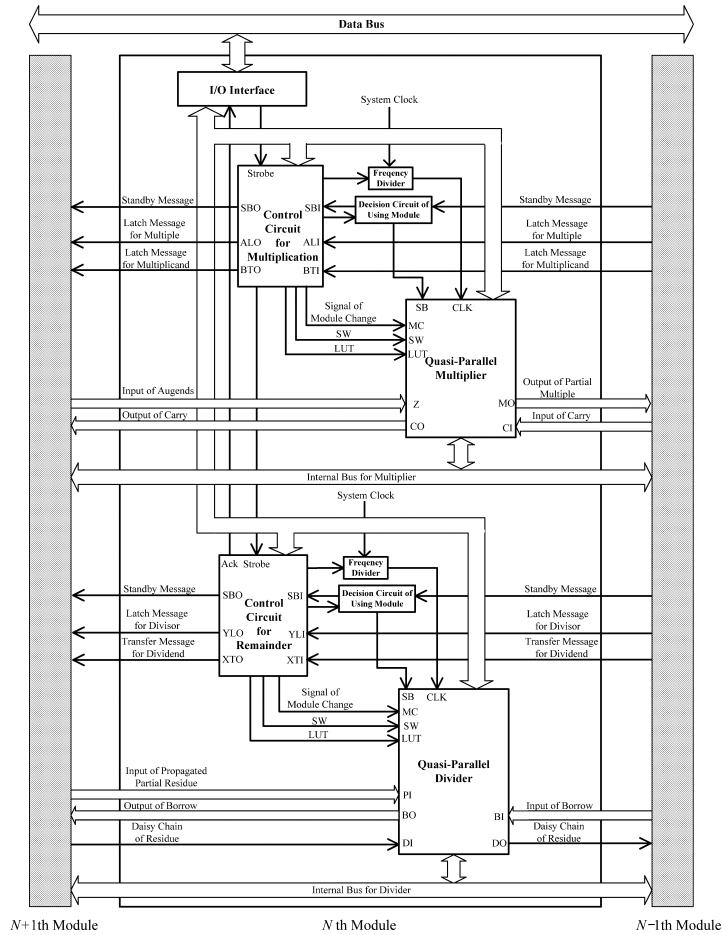 Data Bus
I/O Interface
System Clock
Strobe
Freqency
Divider
Standby Message
SBO
SBI
Decision Circuit of
Using Module
Standby Message
Control
Circuit
for
Multiplication
Latch Message
for Multiple
ALO
ALI
Latch Message
for Multiple
Latch Message
for Multiplicand
BTO
BTI
Latch Message
for Multiplicand
SB
CLK
Signal of
Module Change
MC
SW
SW
LUT
LUT
Quasi-Parallel
Multiplier
Input of Augends
Z
MO
Output of Partial
Multiple
Output of Carry
CO
CI
Input of Carry
Internal Bus for Multiplier
System Clock
Ack Strobe
Freqency
Divider
Standby Message
SBO
SBI
Decision Circuit of
Using Module
Standby Message
Control
Circuit
for
Remainder
Latch Message
for Divisor
YLO
YLI
Latch Message
for Divisor
Transfer Message
for Dividend
XTO
XTI
Transfer Message
for Dividend
SB
CLK
Signal of
Module Change
MC
SW
SW
LUT
LUT
Quasi-Parallel
Divider
Input of Propagated
Partial Residue
PI
Output of Borrow
BO
BI
Input of Borrow
Daisy Chain
of Residue
DI
DO
Daisy Chain
of Residue
Internal Bus for Divider
N+1th Module
N th Module
N−1th Module